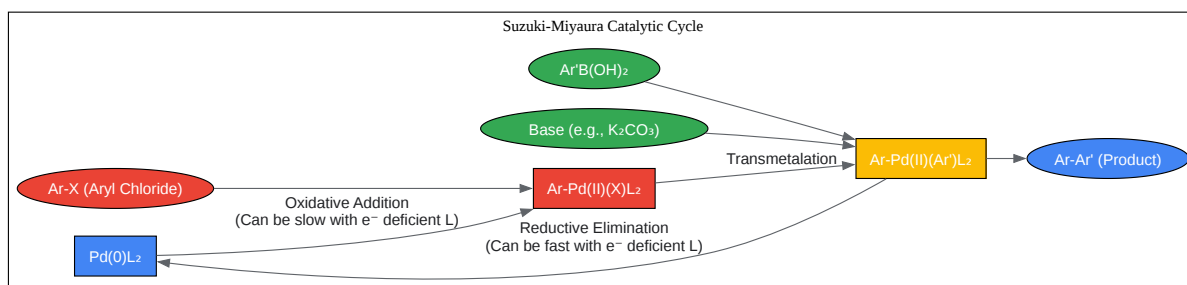 Suzuki-Miyaura Catalytic Cycle
Ar'B(OH)₂
Base (e.g., K₂CO₃)
Transmetalation
Ar-Pd(II)(Ar')L₂
Ar-Ar' (Product)
Ar-X (Aryl Chloride)
Ar-Pd(II)(X)L₂
Oxidative Addition
(Can be slow with e⁻ deficient L)
Reductive Elimination
(Can be fast with e⁻ deficient L)
Pd(0)L₂